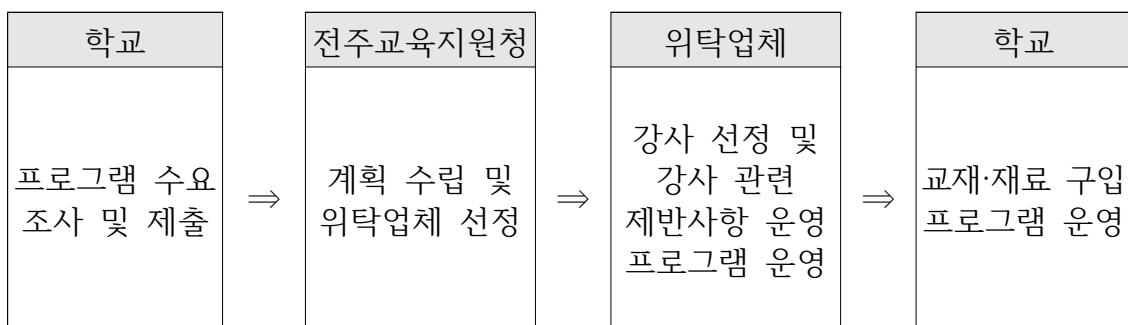 학교
프로그램 수요
조사 및 제출
⇒
전주교육지원청
계획 수립 및
위탁업체 선정
⇒
위탁업체
강사 선정 및
강사 관련
제반사항 운영
프로그램 운영
⇒
학교
교재·재료 구입
프로그램 운영